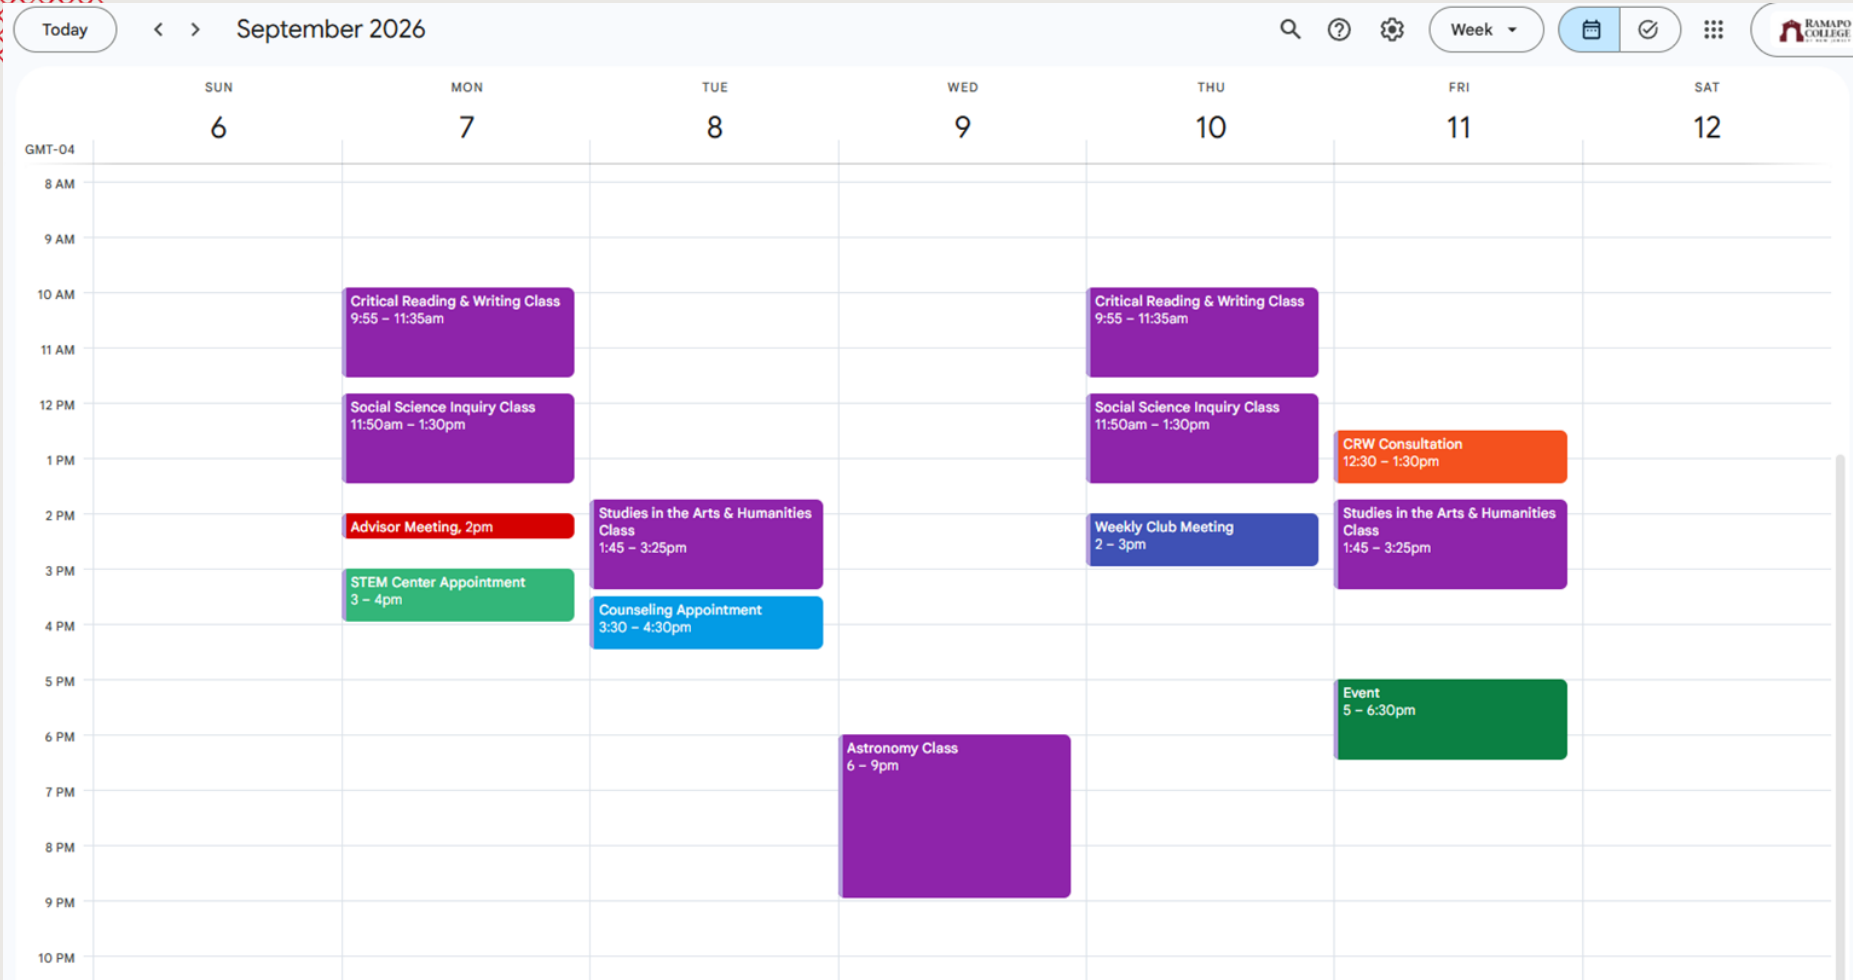 Today
September 2026
Week
RAMAPO
COLLEGE
SUN
MON
TUE
WED
THU
FRI
SAT
6
7
8
9
10
11
12
GMT-04
8 AM
9 AM
10 AM
11 AM
12 PM
1 PM
2 PM
3 PM
4 PM
5 PM
6 PM
7 PM
8 PM
9 PM
10 PM
Critical Reading & Writing Class
9:55 – 11:35am
Social Science Inquiry Class
11:50am – 1:30pm
Advisor Meeting, 2pm
STEM Center Appointment
3 – 4pm
Studies in the Arts & Humanities
Class
1:45 – 3:25pm
Counseling Appointment
3:30 – 4:30pm
Astronomy Class
6 – 9pm
Critical Reading & Writing Class
9:55 – 11:35am
Social Science Inquiry Class
11:50am – 1:30pm
Weekly Club Meeting
2 – 3pm
CRW Consultation
12:30 – 1:30pm
Studies in the Arts & Humanities
Class
1:45 – 3:25pm
Event
5 – 6:30pm